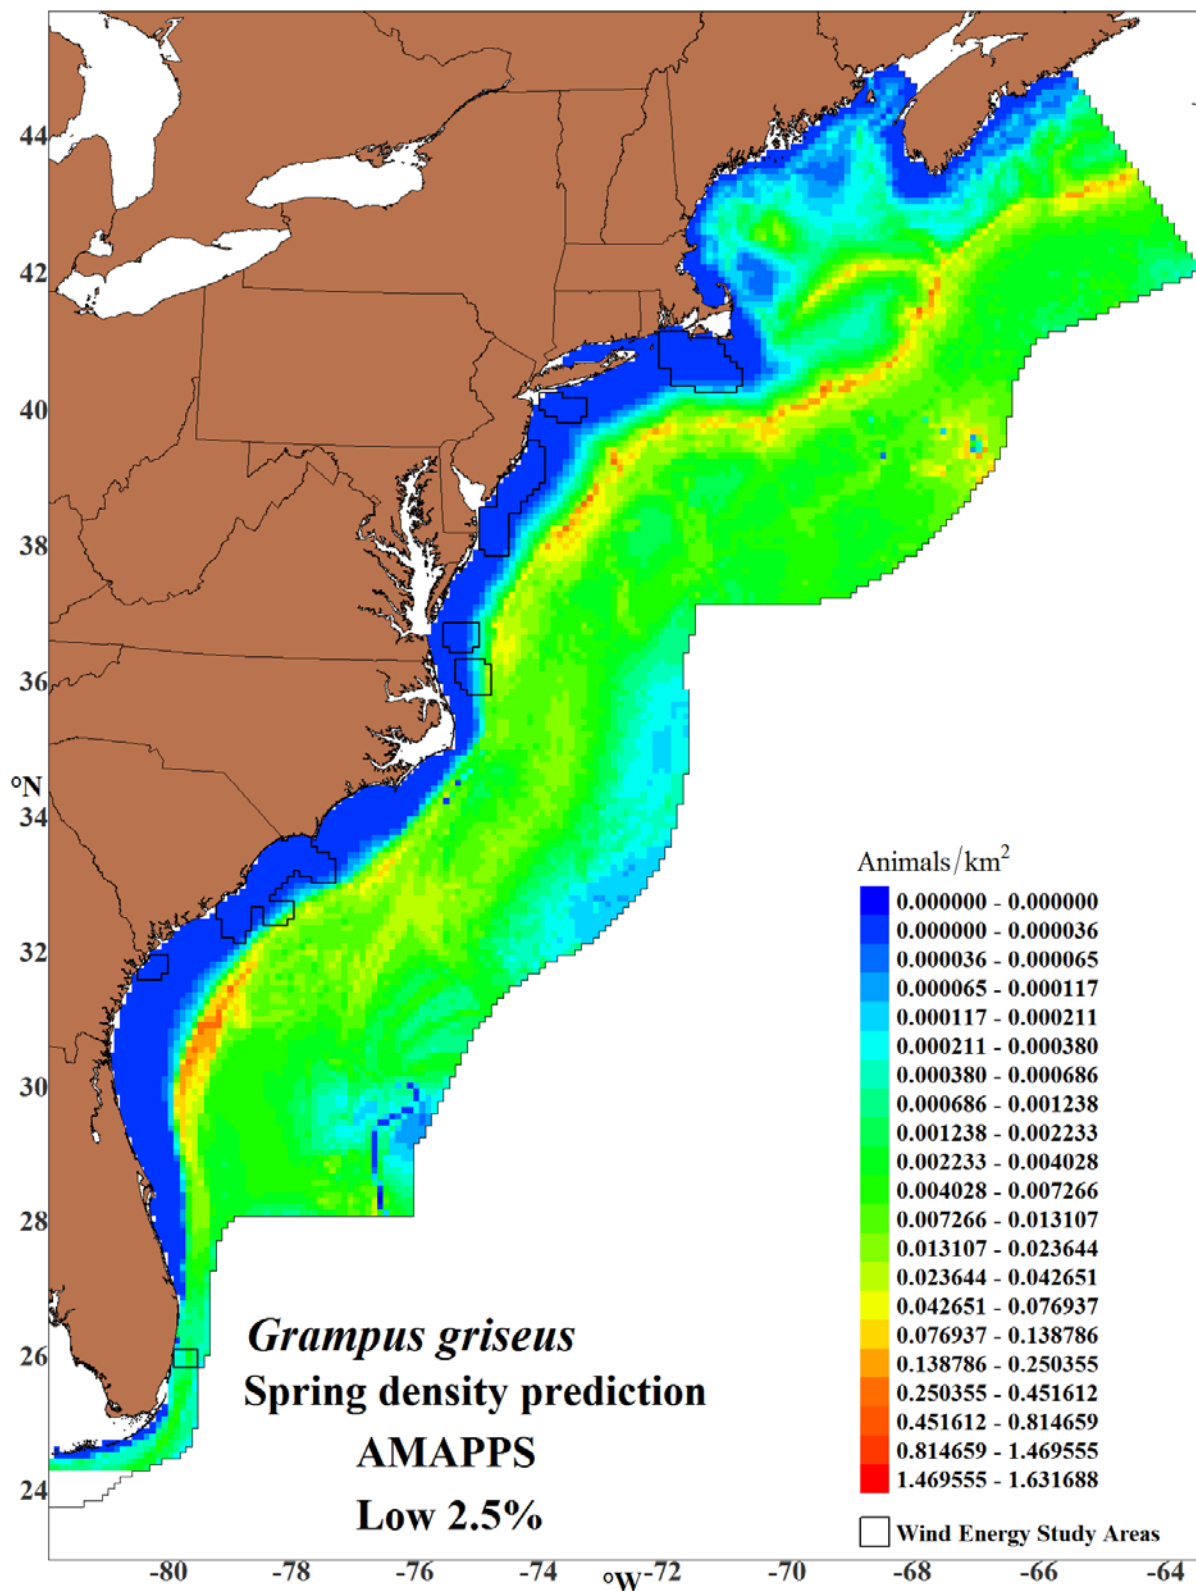 44
42
40
38
36
°N
34
32
30
28
26
24
Animals/km²
0.000000 - 0.000000
0.000000 - 0.000036
0.000036 - 0.000065
0.000065 - 0.000117
0.000117 - 0.000211
0.000211 - 0.000380
0.000380 - 0.000686
0.000686 - 0.001238
0.001238 - 0.002233
0.002233 - 0.004028
0.004028 - 0.007266
0.007266 - 0.013107
0.013107 - 0.023644
0.023644 - 0.042651
0.042651 - 0.076937
0.076937 - 0.138786
0.138786 - 0.250355
0.250355 - 0.451612
0.451612 - 0.814659
0.814659 - 1.469555
1.469555 - 1.631688
Wind Energy Study Areas
Grampus griseus
Spring density prediction
AMAPPS
Low 2.5%
-80 -78 -76 -74 °W -72 -70 -68 -66 -64